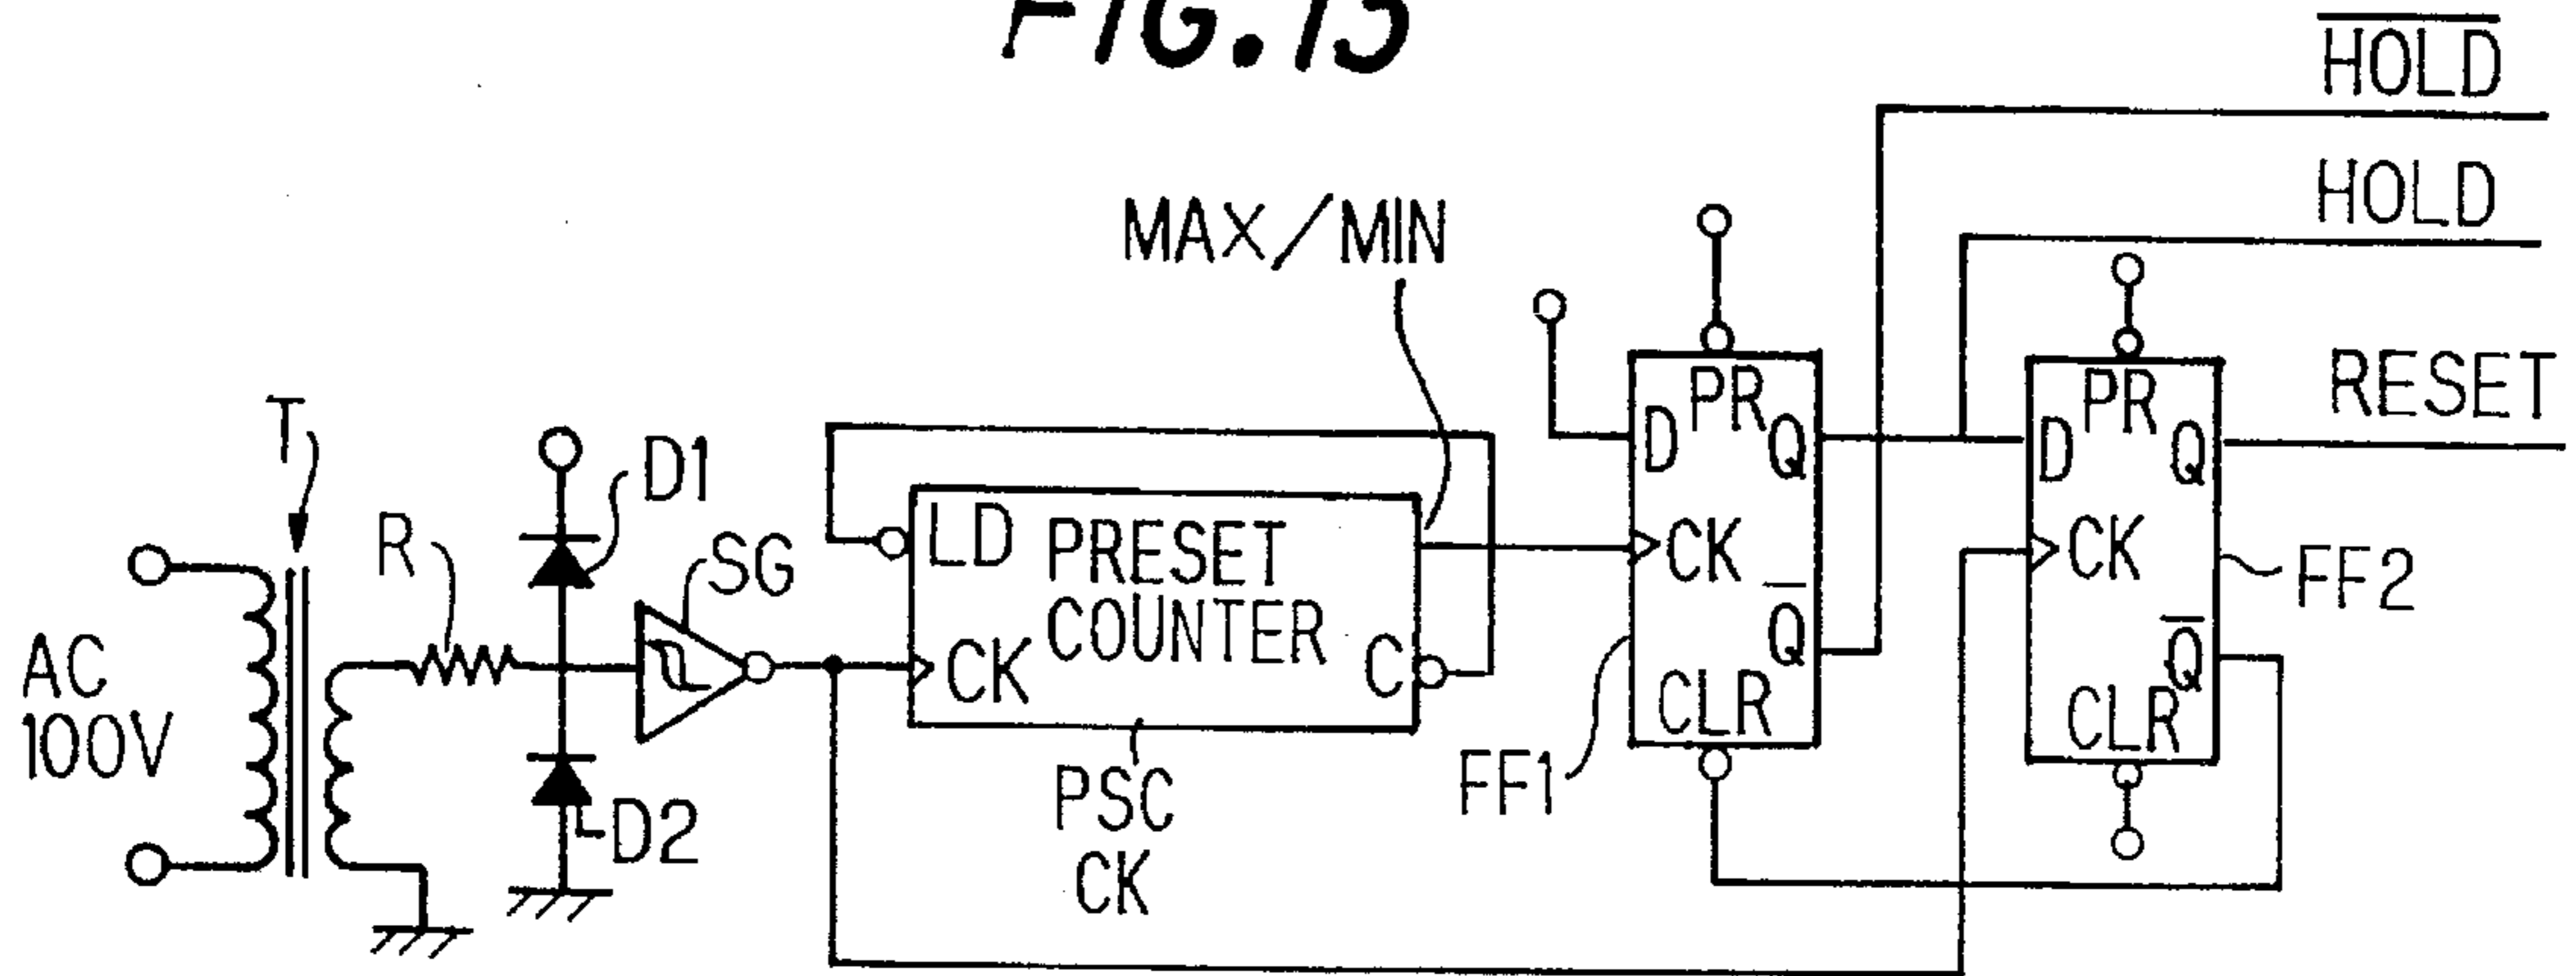 FIG.13
HOLD
HOLD
MAX/MIN
RESET
T
R
D1
SG
D2
AC
100V
LD
PRESET
COUNTER
CK
C
PSC
CK
D
PR
Q
CK
Q
CLR
FF1
D
PR
Q
CK
Q
CLR
FF2